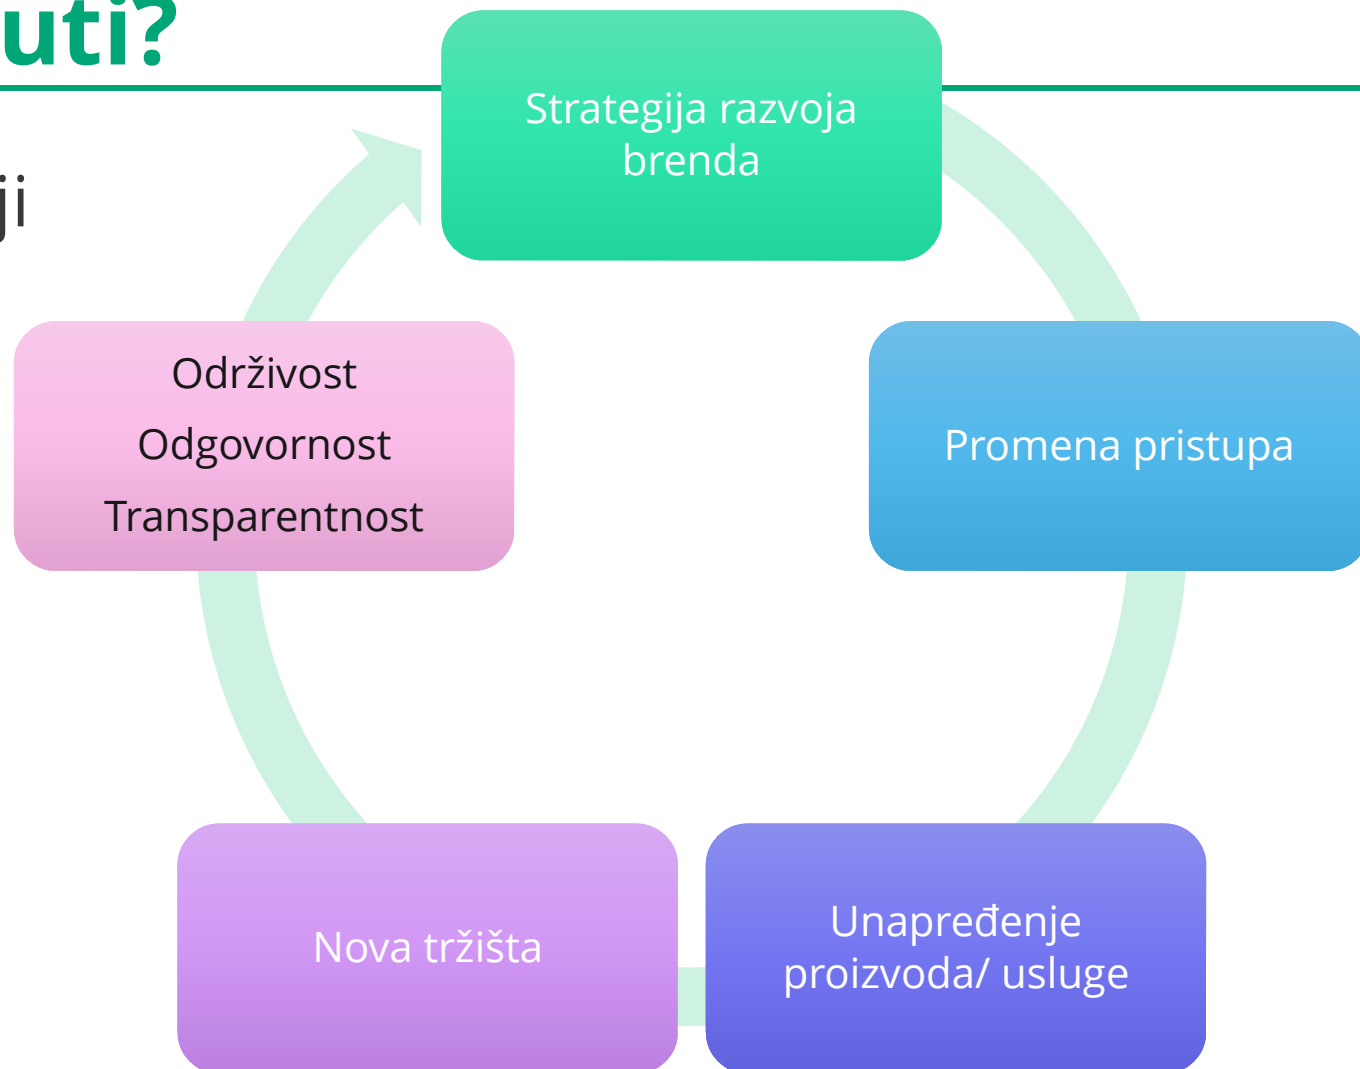 uti?
ji
Strategija razvoja
brenda
Promena pristupa
Unapređenje
proizvoda/ usluge
Nova tržišta
Održivost
Odgovornost
Transparentnost